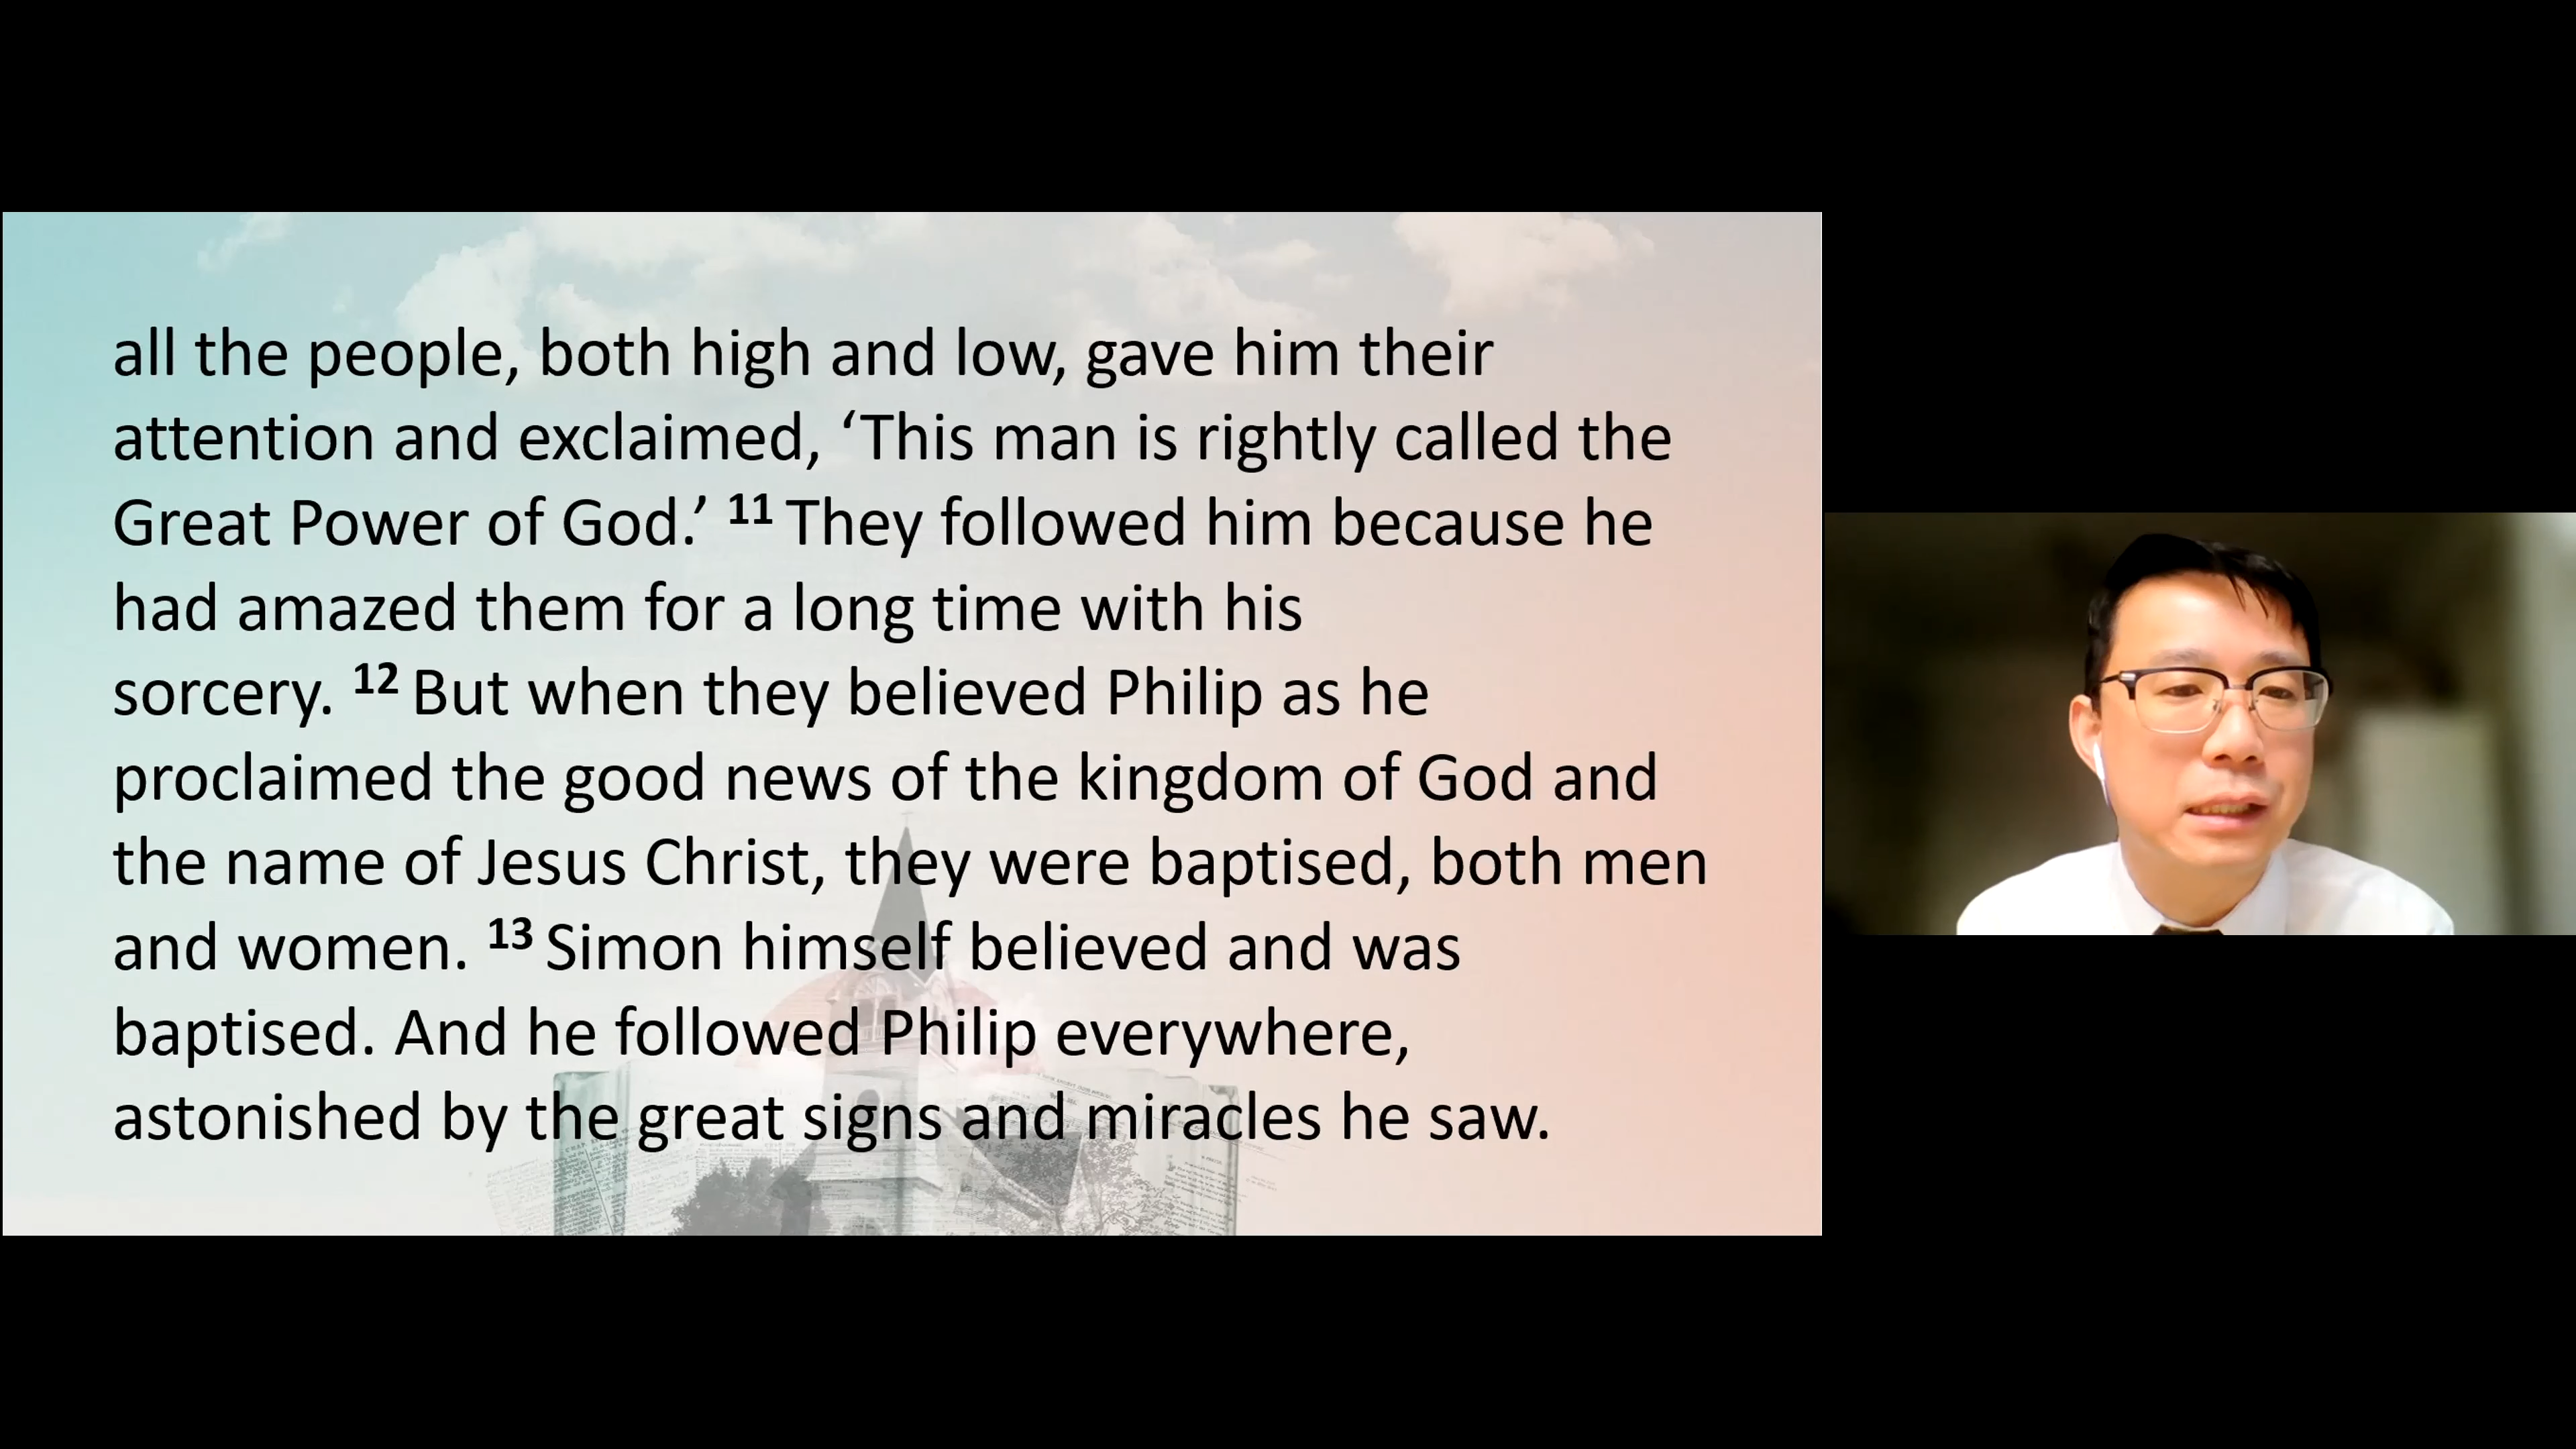 all the people, both high and low, gave him their
attention and exclaimed, ‘This man is rightly called the
Great Power of God.’ 11 They followed him because he
had amazed them for a long time with his
sorcery. 12 But when they believed Philip as he
proclaimed the good news of the kingdom of God and
the name of Jesus Christ, they were baptised, both men
and women. 13 Simon himself believed and was
baptised. And he followed Philip everywhere,
astonished by the great signs and miracles he saw.